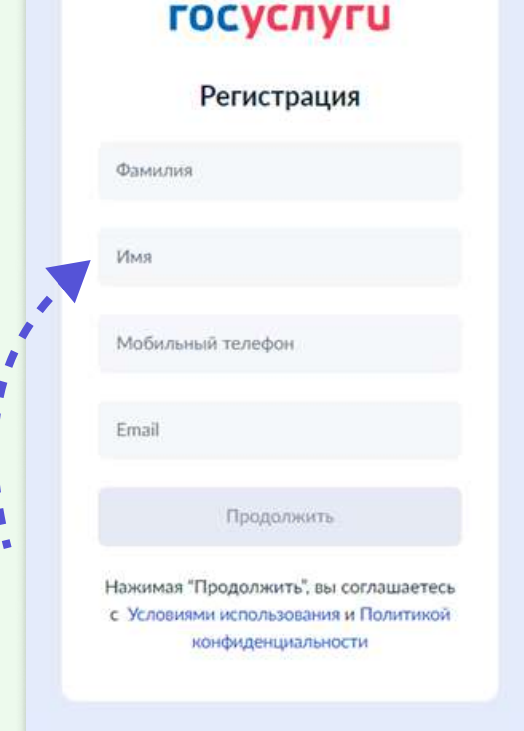 госуслуги
Регистрация
Фамилия
Имя
Мобильный телефон
Email
Продолжить
Нажимая "Продолжить", вы соглашаетесь
с Условиями использования и Политикой
конфиденциальности